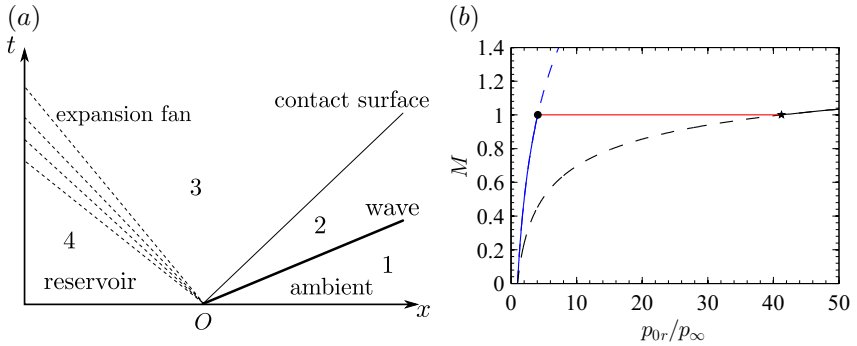 (a)
t
expansion fan
contact surface
3
wave
2
4
1
reservoir
ambient
O
x
(b)
1.4
1.2
1
0.8
0.6
0.4
0.2
0
M
0 10 20 30 40 50
p₀ᵣ/p∞